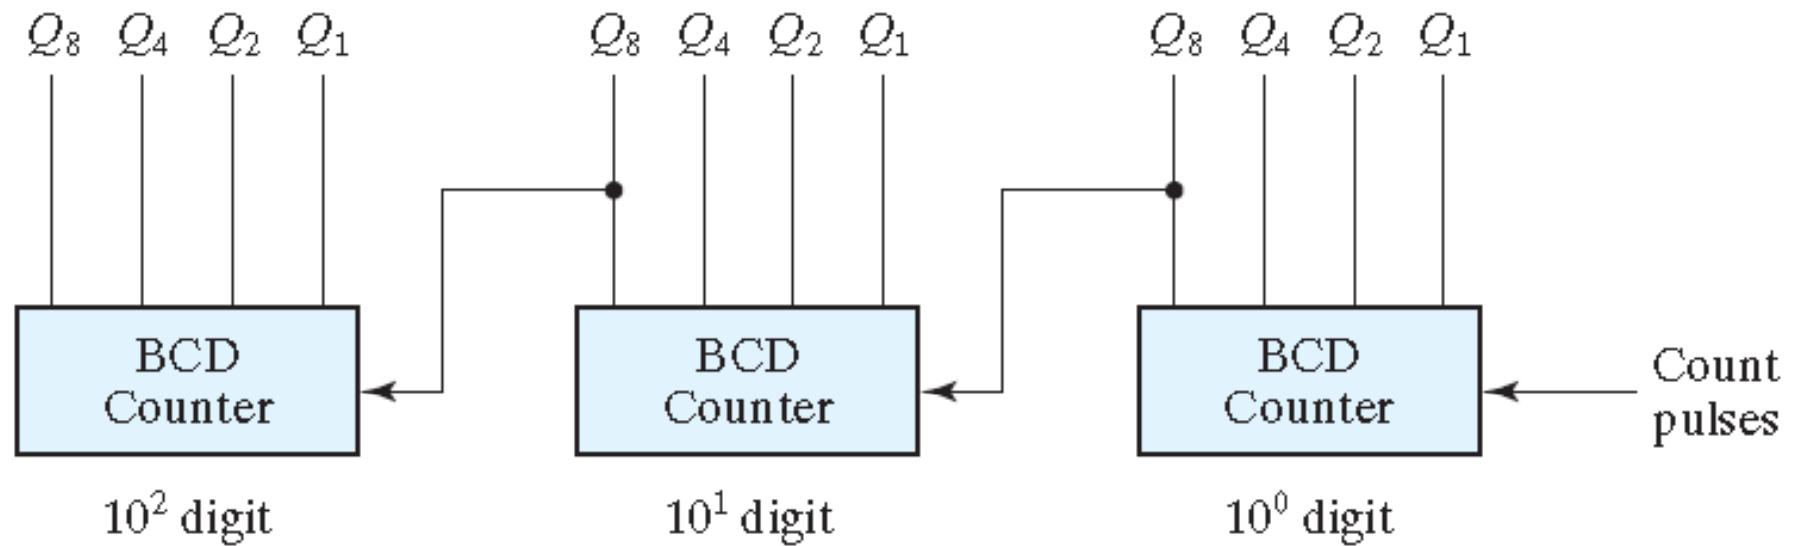 Q₈ Q₄ Q₂ Q₁ Q₈ Q₄ Q₂ Q₁ Q₈ Q₄ Q₂ Q₁
BCD
Counter
BCD
Counter
BCD
Counter
Count
pulses
10² digit
10¹ digit
10⁰ digit